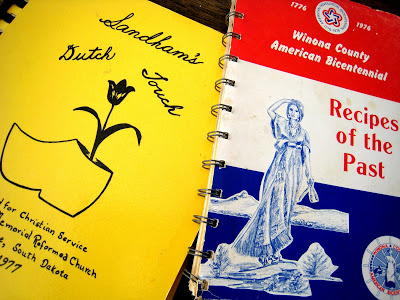 Sandham's
Dutch
Touch
d for Christian Service
emorial Reformed Church
e, South Dakota
1977
1776
1976
Winona County
American Bicentennial
Recipes
of the
Past